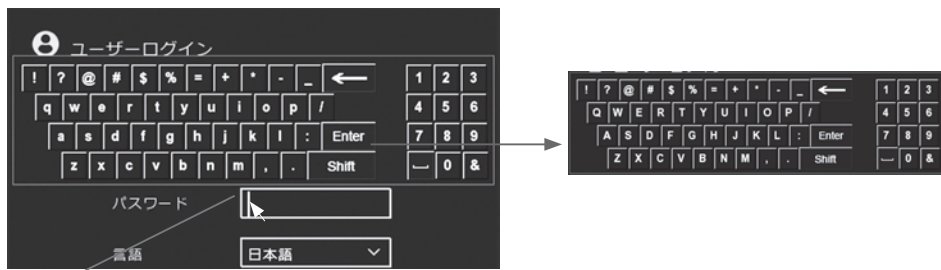 ユーザーログイン
! ? @ # $ % = + * - _ ← 1 2 3
q w e r t y u i o p / 4 5 6
a s d f g h j k l : Enter 7 8 9
z x c v b n m , . Shift ⎵ 0 &
パスワード
言語 日本語
! ? @ # $ % = + * - _ ← 1 2 3
Q W E R T Y U I O P / 4 5 6
A S D F G H J K L : Enter 7 8 9
Z X C V B N M , . Shift ⎵ 0 &